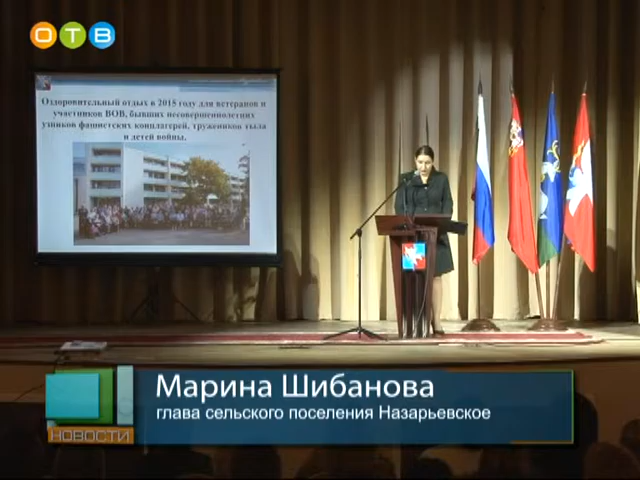 ОТВ
Оздоровительный отдых в 2015 году для ветеранов и
участников ВОВ, бывших несовершеннолетних
узников фашистских концлагерей, тружеников тыла
и детей войны.
Марина Шибанова
глава сельского поселения Назарьевское
НОВОСТИ